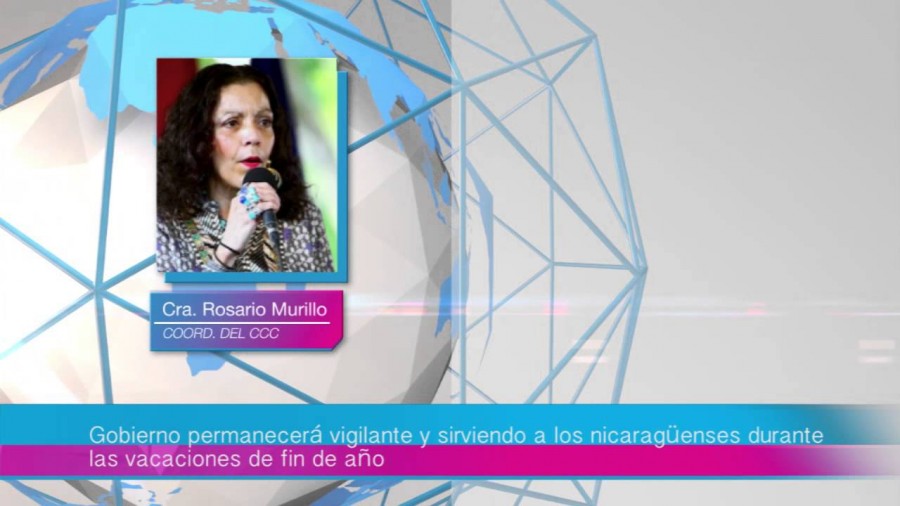 Cra. Rosario Murillo
COORD. DEL CCC
Gobierno permanecerá vigilante y sirviendo a los nicaragüenses durante
las vacaciones de fin de año